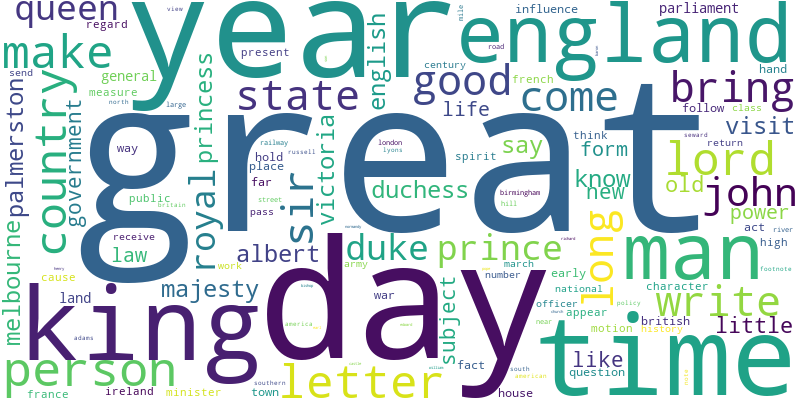 queen
regard
view
year
influence
mile
parliament
england
make
country
general
measure
north
large
princess
present
century
english
road
french
good
hand
bring
state
come
follow
class
palmerston
government
send
great
way
royal
railway
hold
russell
place
far
pass
london
lyons
victoria
life
spirit
say
think
form
seward
return
visit
lord
birmingham
hill
know
new
old
john
power
public
britain
street
sir
duchess
receive
law
melbourne
albert
duke
prince
long
man
act
river
high
footnote
work
army
march
number
early
national
character
cause
majesty
land
king
day
war
subject
officer
appear
write
policy
british
little
near
motion
history
adams
america
time
person
fact
like
question
france
ireland
minister
southern
town
letter
house
south
american